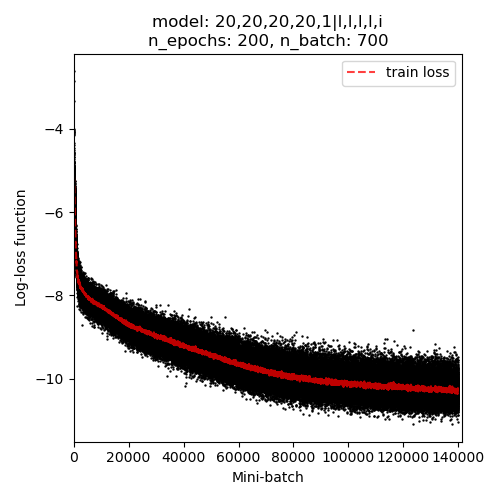 model: 20,20,20,20,1|l,l,l,l,i
n_epochs: 200, n_batch: 700
train loss
Log-loss function
−4
−6
−8
−10
0
20000
40000
60000
80000
100000
120000
140000
Mini-batch